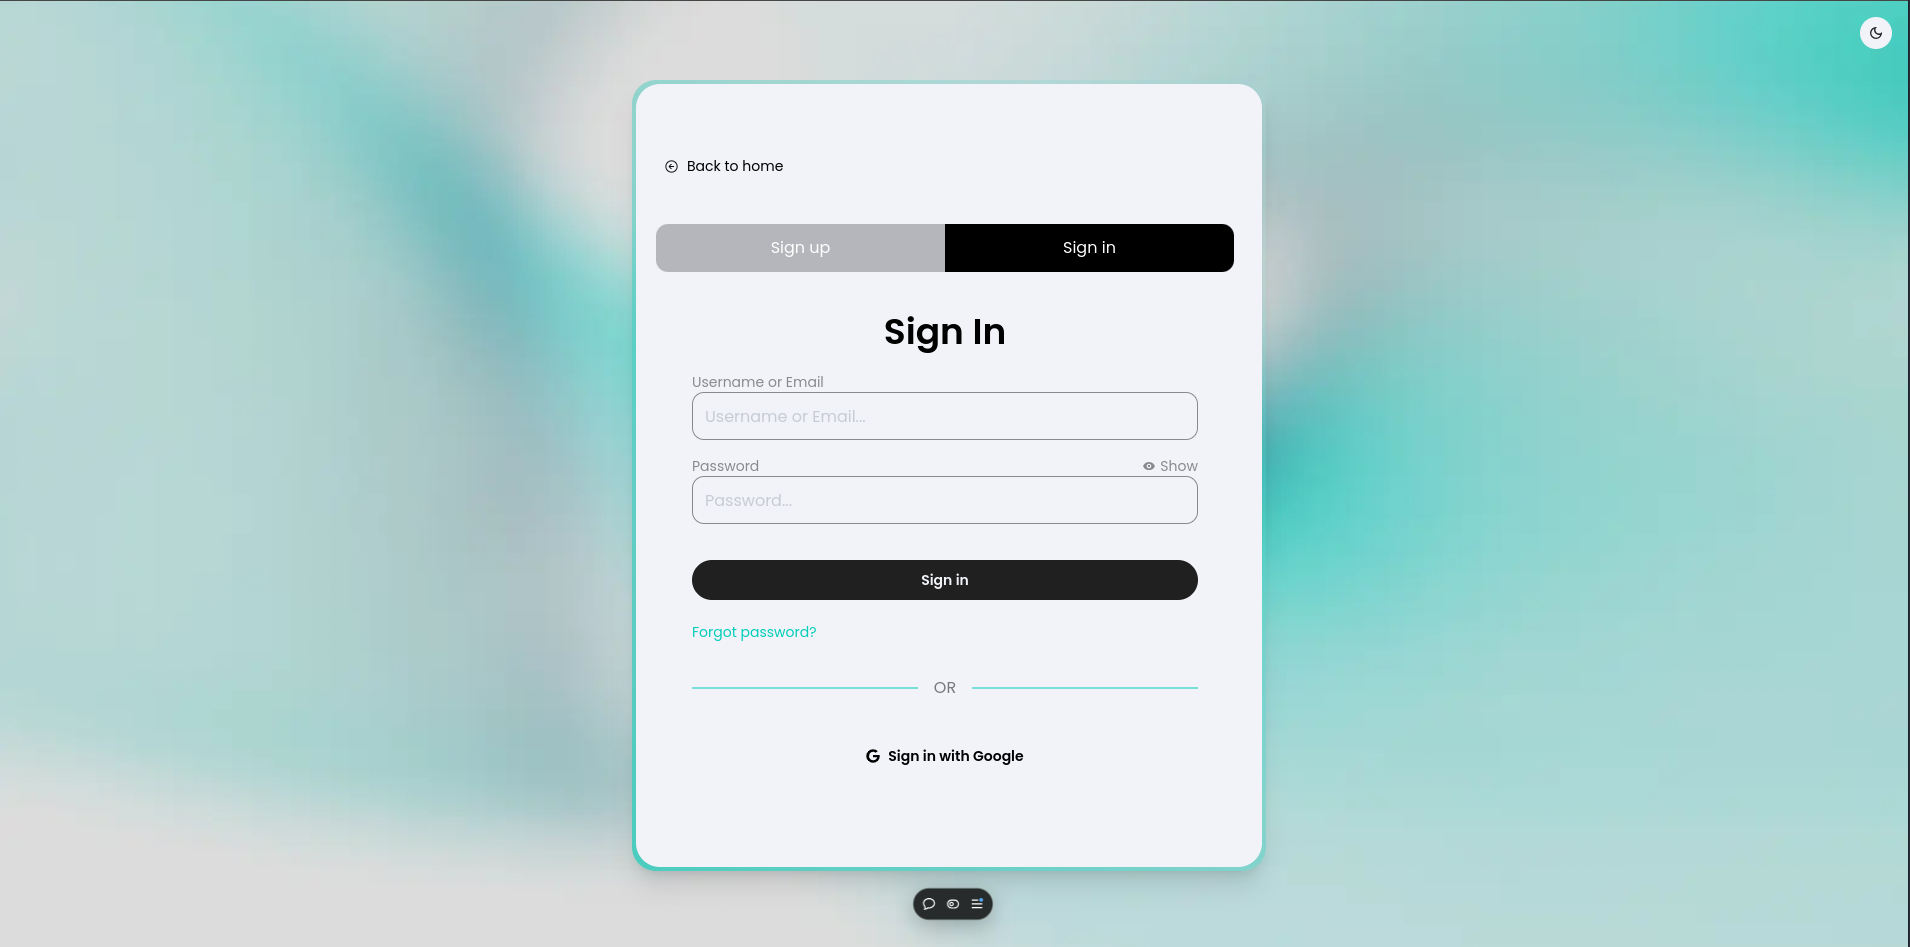 Back to home
Sign up
Sign in
Sign In
Username or Email
Username or Email...
Password
Show
Password...
Sign in
Forgot password?
OR
Sign in with Google